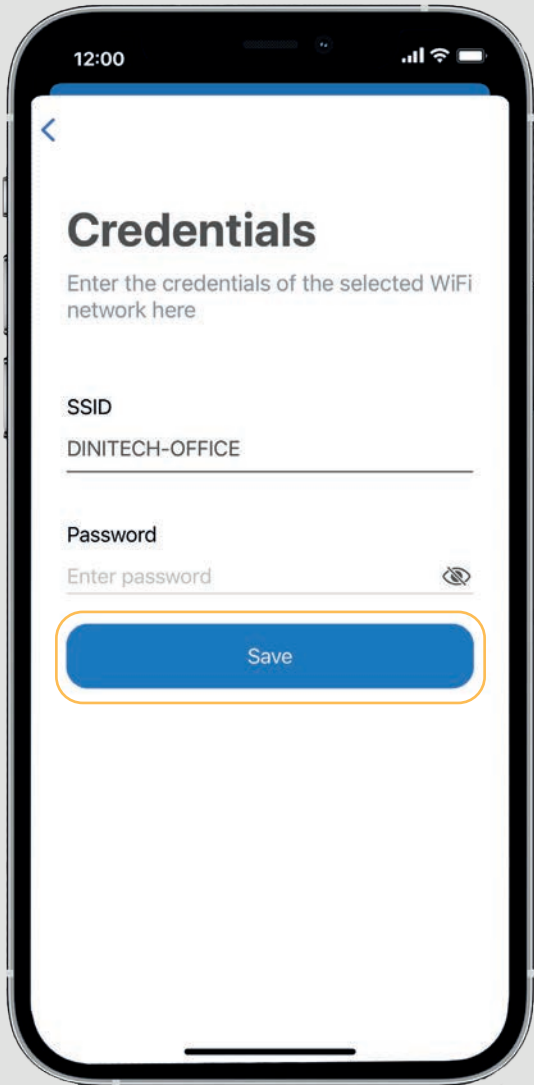 12:00
Credentials
Enter the credentials of the selected WiFi
network here
SSID
DINITECH-OFFICE
Password
Enter password
Save